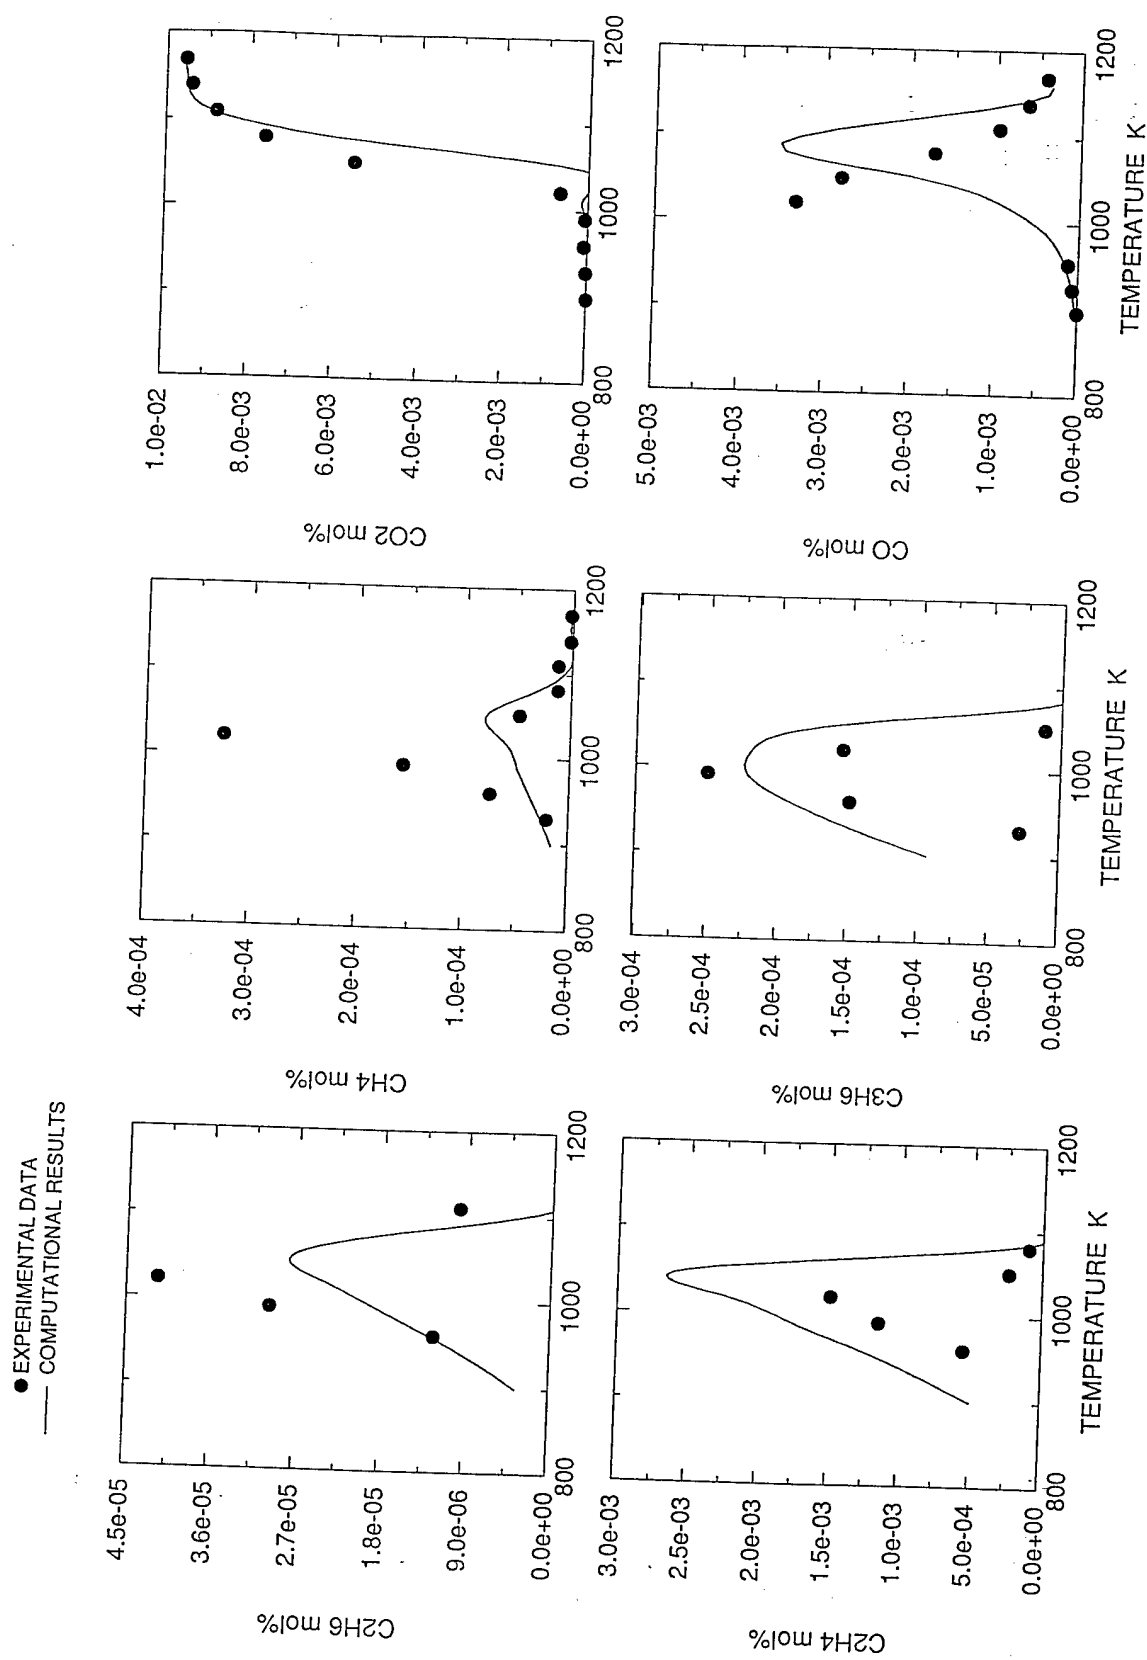 ● EXPERIMENTAL DATA
— COMPUTATIONAL RESULTS
C2H6 mol%
4.5e-05
3.6e-05
2.7e-05
1.8e-05
9.0e-06
0.0e+00
800
1000
1200
CH4 mol%
4.0e-04
3.0e-04
2.0e-04
1.0e-04
0.0e+00
800
1000
1200
CO2 mol%
1.0e-02
8.0e-03
6.0e-03
4.0e-03
2.0e-03
0.0e+00
800
1000
1200
C2H4 mol%
3.0e-03
2.5e-03
2.0e-03
1.5e-03
1.0e-03
5.0e-04
0.0e+00
800
1000
1200
TEMPERATURE K
C3H6 mol%
3.0e-04
2.5e-04
2.0e-04
1.5e-04
1.0e-04
5.0e-05
0.0e+00
800
1000
1200
TEMPERATURE K
CO mol%
5.0e-03
4.0e-03
3.0e-03
2.0e-03
1.0e-03
0.0e+00
800
1000
1200
TEMPERATURE K